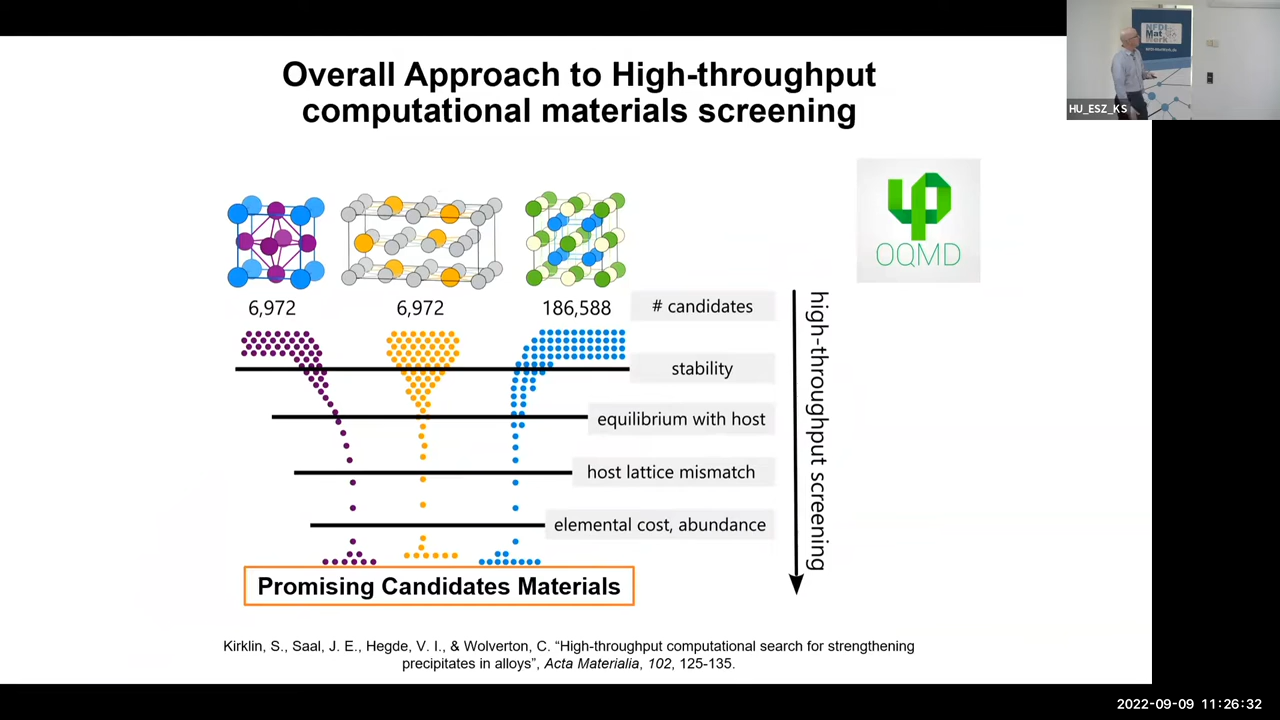 Overall Approach to High-throughput
computational materials screening
NFDI
Mat
Werk
HU_ESZ_KS
OQMD
6,972
6,972
186,588
# candidates
stability
equilibrium with host
host lattice mismatch
elemental cost, abundance
high-throughput screening
Promising Candidates Materials
Kirklin, S., Saal, J. E., Hegde, V. I., & Wolverton, C. “High-throughput computational search for strengthening
precipitates in alloys”, Acta Materialia, 102, 125-135.
2022-09-09 11:26:32